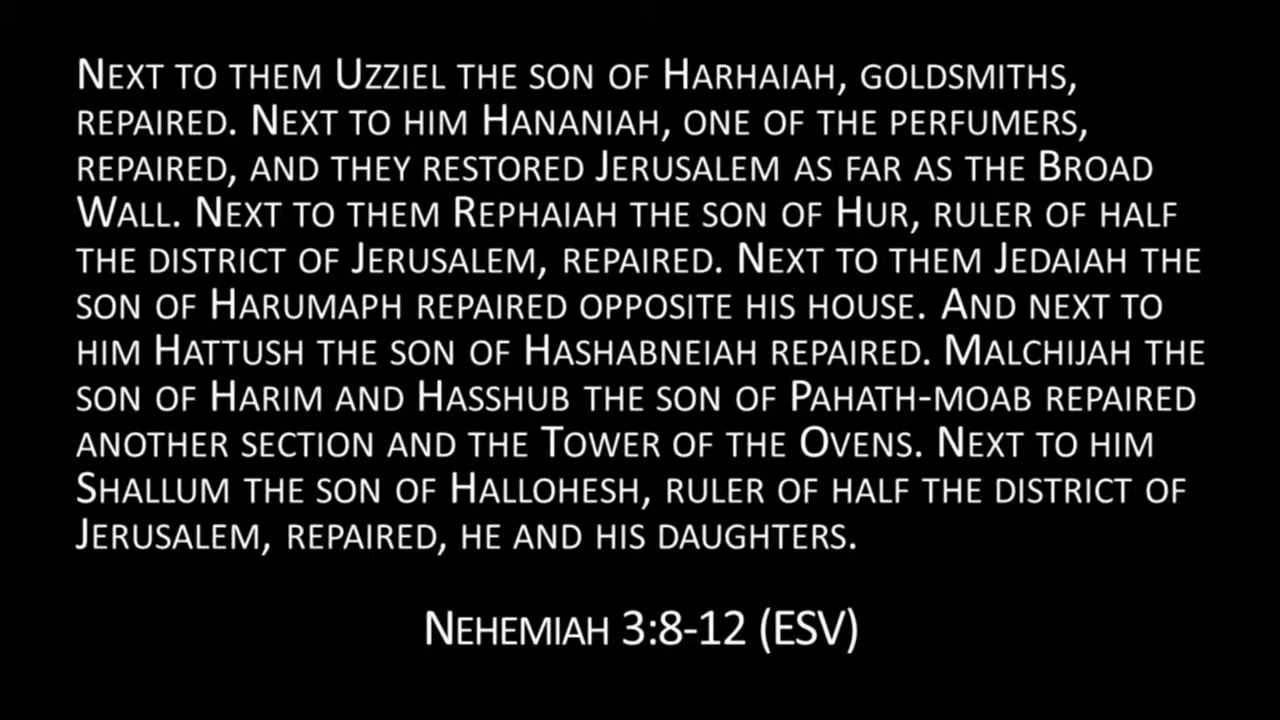 Next to them Uzziel the son of Harhaiah, goldsmiths,
repaired. Next to him Hananiah, one of the perfumers,
repaired, and they restored Jerusalem as far as the Broad
Wall. Next to them Rephaiah the son of Hur, ruler of half
the district of Jerusalem, repaired. Next to them Jedaiah the
son of Harumaph repaired opposite his house. And next to
him Hattush the son of Hashabneiah repaired. Malchijah the
son of Harim and Hasshub the son of Pahath-moab repaired
another section and the Tower of the Ovens. Next to him
Shallum the son of Hallohesh, ruler of half the district of
Jerusalem, repaired, he and his daughters.
Nehemiah 3:8-12 (ESV)